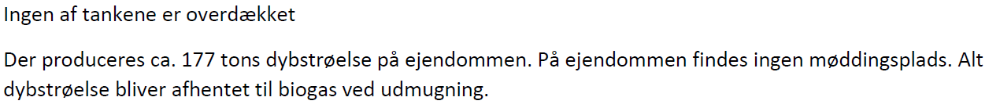 Ingen af tankene er overdækket
Der produceres ca. 177 tons dybstrøelse på ejendommen. På ejendommen findes ingen møddingsplads. Alt
dybstrøelse bliver afhentet til biogas ved udmugning.